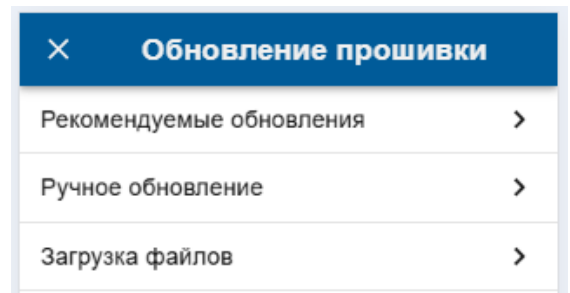 Обновление прошивки
Рекомендуемые обновления
Ручное обновление
Загрузка файлов